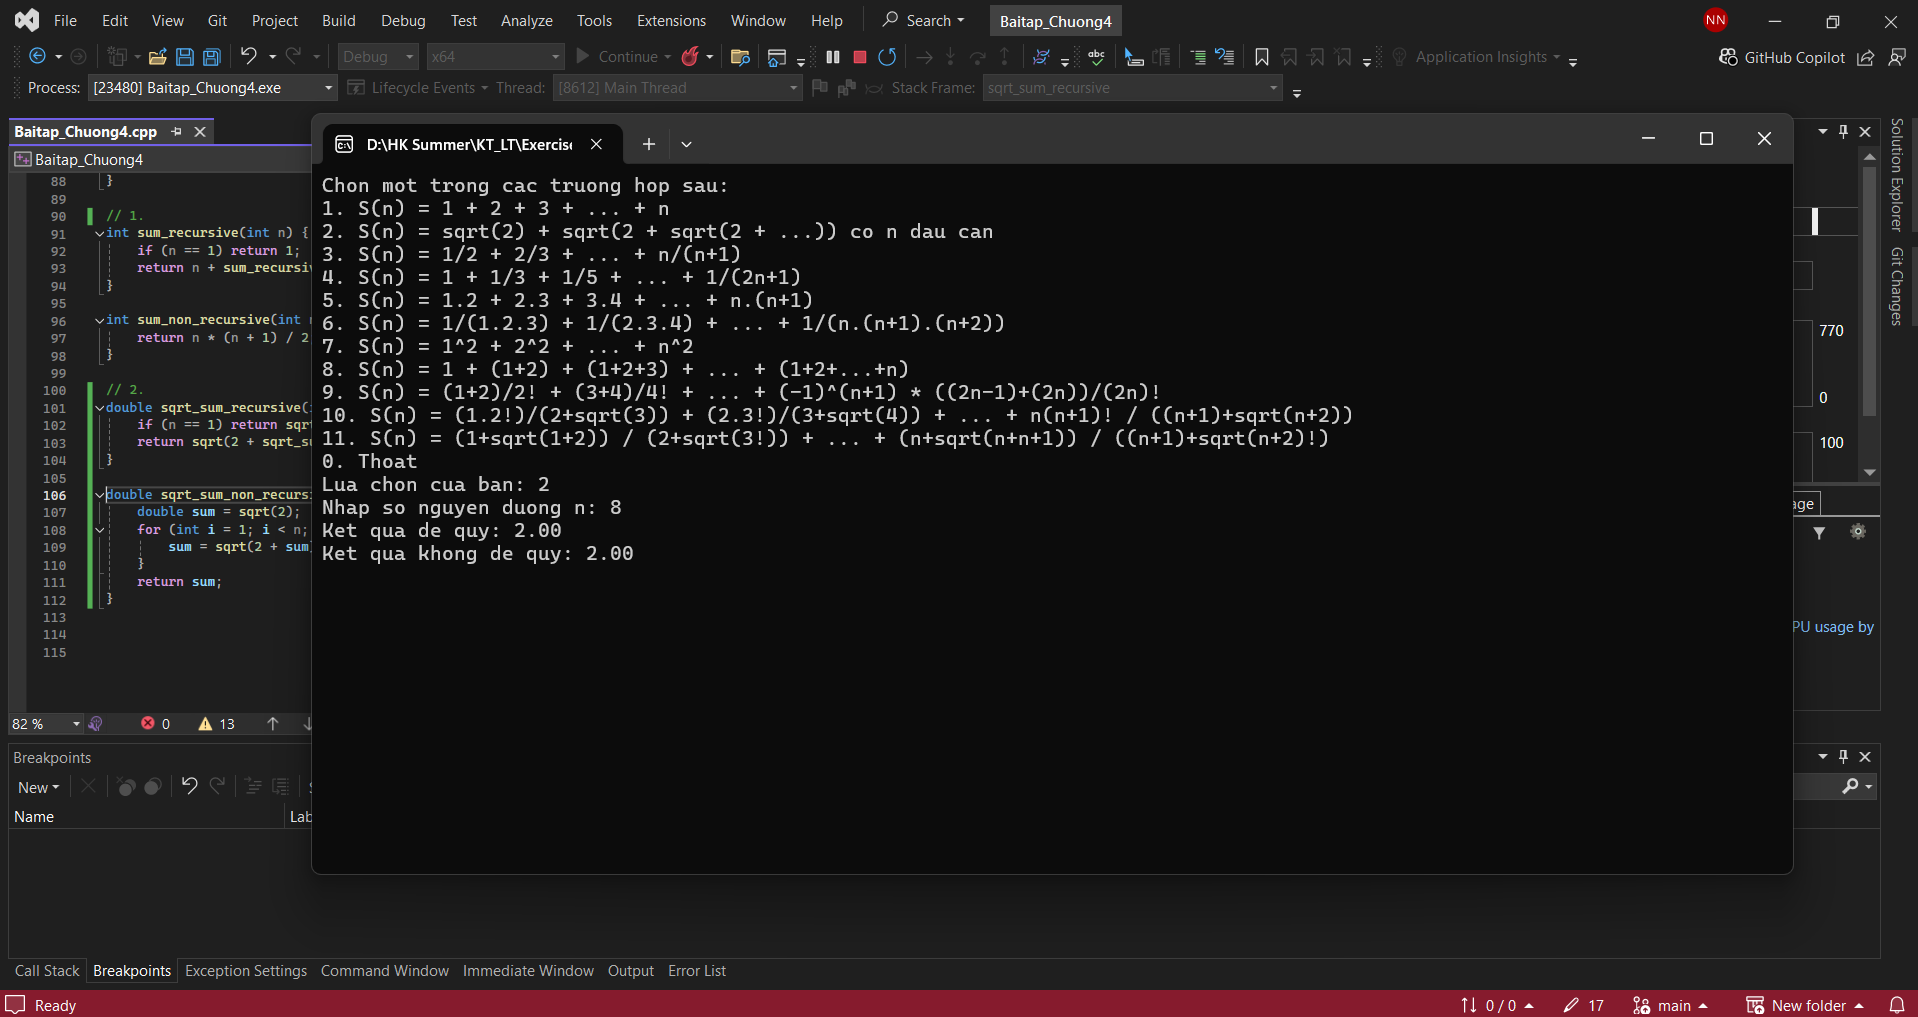 File Edit View Git Project Build Debug Test Analyze Tools Extensions Window Help Search Baitap_Chuong4 NN
Debug x64 Continue Application Insights GitHub Copilot
Process: [23480] Baitap_Chuong4.exe Lifecycle Events Thread: [8612] Main Thread Stack Frame: sqrt_sum_recursive
Baitap_Chuong4.cpp
Baitap_Chuong4
88 }
89
90 // 1.
91 int sum_recursive(int n) {
92 if (n == 1) return 1;
93 return n + sum_recursiv
94 }
95
96 int sum_non_recursive(int n
97 return n * (n + 1) / 2
98 }
99
100 // 2.
101 double sqrt_sum_recursive(
102 if (n == 1) return sqrt
103 return sqrt(2 + sqrt_su
104 }
105
106 double sqrt_sum_non_recursi
107 double sum = sqrt(2);
108 for (int i = 1; i < n;
109 sum = sqrt(2 + sum)
110 }
111 return sum;
112 }
113
114
115
82 % 0 13
D:\HK Summer\KT_LT\Exercise
Chon mot trong cac truong hop sau:
1. S(n) = 1 + 2 + 3 + ... + n
2. S(n) = sqrt(2) + sqrt(2 + sqrt(2 + ...)) co n dau can
3. S(n) = 1/2 + 2/3 + ... + n/(n+1)
4. S(n) = 1 + 1/3 + 1/5 + ... + 1/(2n+1)
5. S(n) = 1.2 + 2.3 + 3.4 + ... + n.(n+1)
6. S(n) = 1/(1.2.3) + 1/(2.3.4) + ... + 1/(n.(n+1).(n+2))
7. S(n) = 1^2 + 2^2 + ... + n^2
8. S(n) = 1 + (1+2) + (1+2+3) + ... + (1+2+...+n)
9. S(n) = (1+2)/2! + (3+4)/4! + ... + (-1)^(n+1) * ((2n-1)+(2n))/(2n)!
10. S(n) = (1.2!)/(2+sqrt(3)) + (2.3!)/(3+sqrt(4)) + ... + n(n+1)! / ((n+1)+sqrt(n+2))
11. S(n) = (1+sqrt(1+2)) / (2+sqrt(3!)) + ... + (n+sqrt(n+n+1)) / ((n+1)+sqrt(n+2)!)
0. Thoat
Lua chon cua ban: 2
Nhap so nguyen duong n: 8
Ket qua de quy: 2.00
Ket qua khong de quy: 2.00
Solution Explorer
Git Changes
770
0
100
age
PU usage by
Breakpoints
New
Name Lab
Call Stack Breakpoints Exception Settings Command Window Immediate Window Output Error List
Ready 0 / 0 17 main New folder